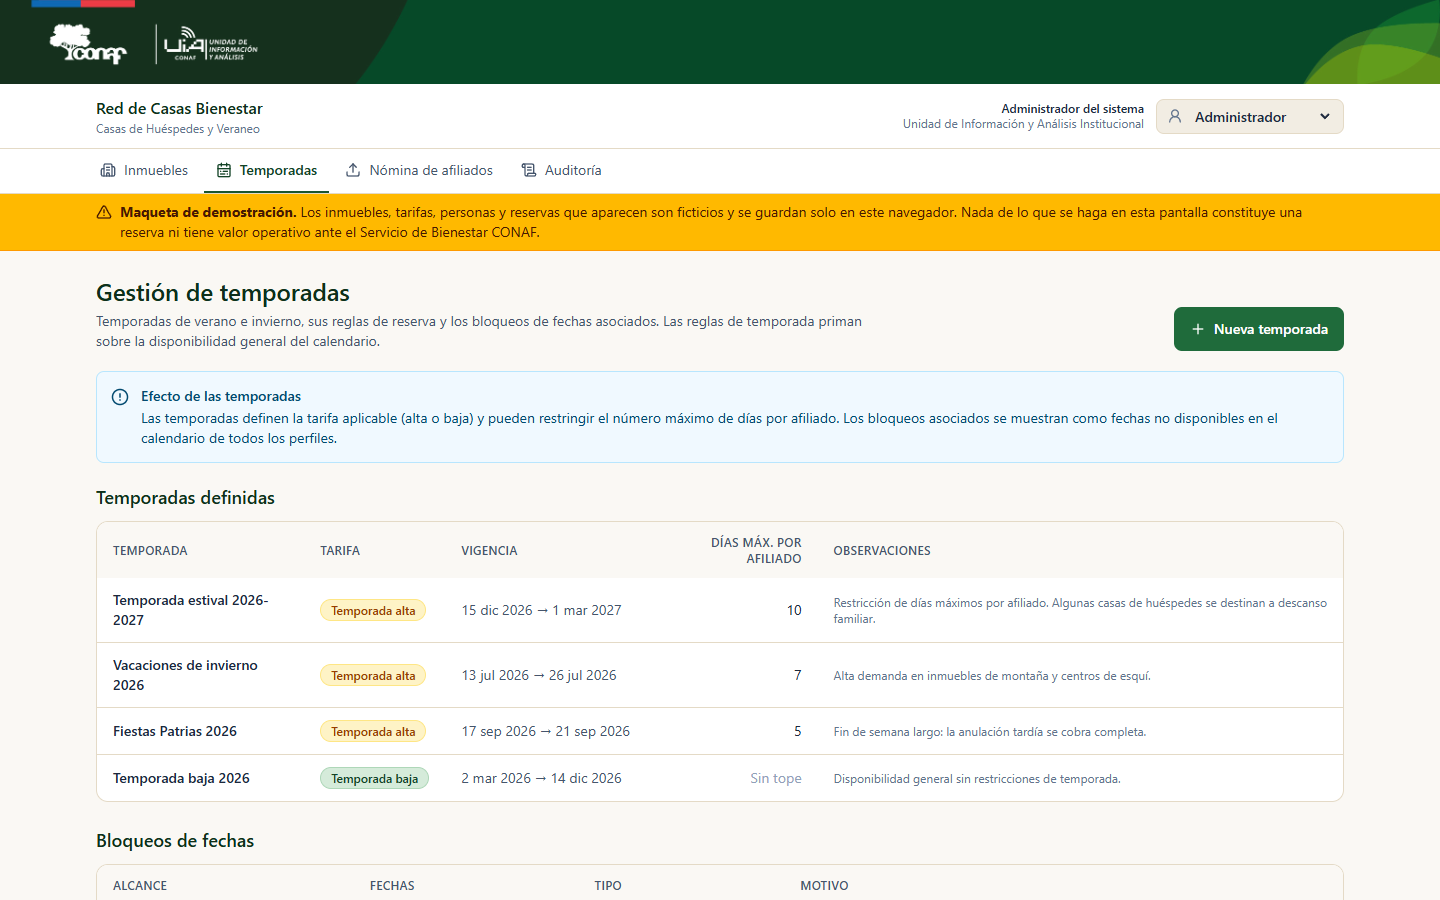 CONAF
UIA CONAF
UNIDAD DE
INFORMACIÓN
Y ANÁLISIS
Red de Casas Bienestar
Casas de Huéspedes y Veraneo
Administrador del sistema
Unidad de Información y Análisis Institucional
Administrador
Inmuebles
Temporadas
Nómina de afiliados
Auditoría
Maqueta de demostración. Los inmuebles, tarifas, personas y reservas que aparecen son ficticios y se guardan solo en este navegador. Nada de lo que se haga en esta pantalla constituye una
reserva ni tiene valor operativo ante el Servicio de Bienestar CONAF.
Gestión de temporadas
Temporadas de verano e invierno, sus reglas de reserva y los bloqueos de fechas asociados. Las reglas de temporada priman
sobre la disponibilidad general del calendario.
Nueva temporada
Efecto de las temporadas
Las temporadas definen la tarifa aplicable (alta o baja) y pueden restringir el número máximo de días por afiliado. Los bloqueos asociados se muestran como fechas no disponibles en el
calendario de todos los perfiles.
Temporadas definidas
TEMPORADA TARIFA VIGENCIA DÍAS MÁX. POR
AFILIADO OBSERVACIONES
Temporada estival 2026-
2027 Temporada alta 15 dic 2026 → 1 mar 2027 10 Restricción de días máximos por afiliado. Algunas casas de huéspedes se destinan a descanso
familiar.
Vacaciones de invierno
2026 Temporada alta 13 jul 2026 → 26 jul 2026 7 Alta demanda en inmuebles de montaña y centros de esquí.
Fiestas Patrias 2026 Temporada alta 17 sep 2026 → 21 sep 2026 5 Fin de semana largo: la anulación tardía se cobra completa.
Temporada baja 2026 Temporada baja 2 mar 2026 → 14 dic 2026 Sin tope Disponibilidad general sin restricciones de temporada.
Bloqueos de fechas
ALCANCE FECHAS TIPO MOTIVO